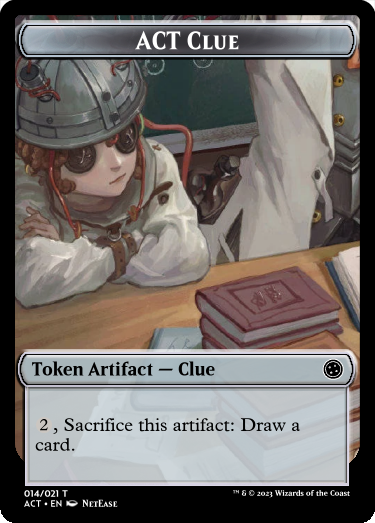 ACT Clue
Token Artifact — Clue
2 , Sacrifice this artifact: Draw a
card.
014/021 T
ACT • EN NetEase
™ & © 2023 Wizards of the Coast